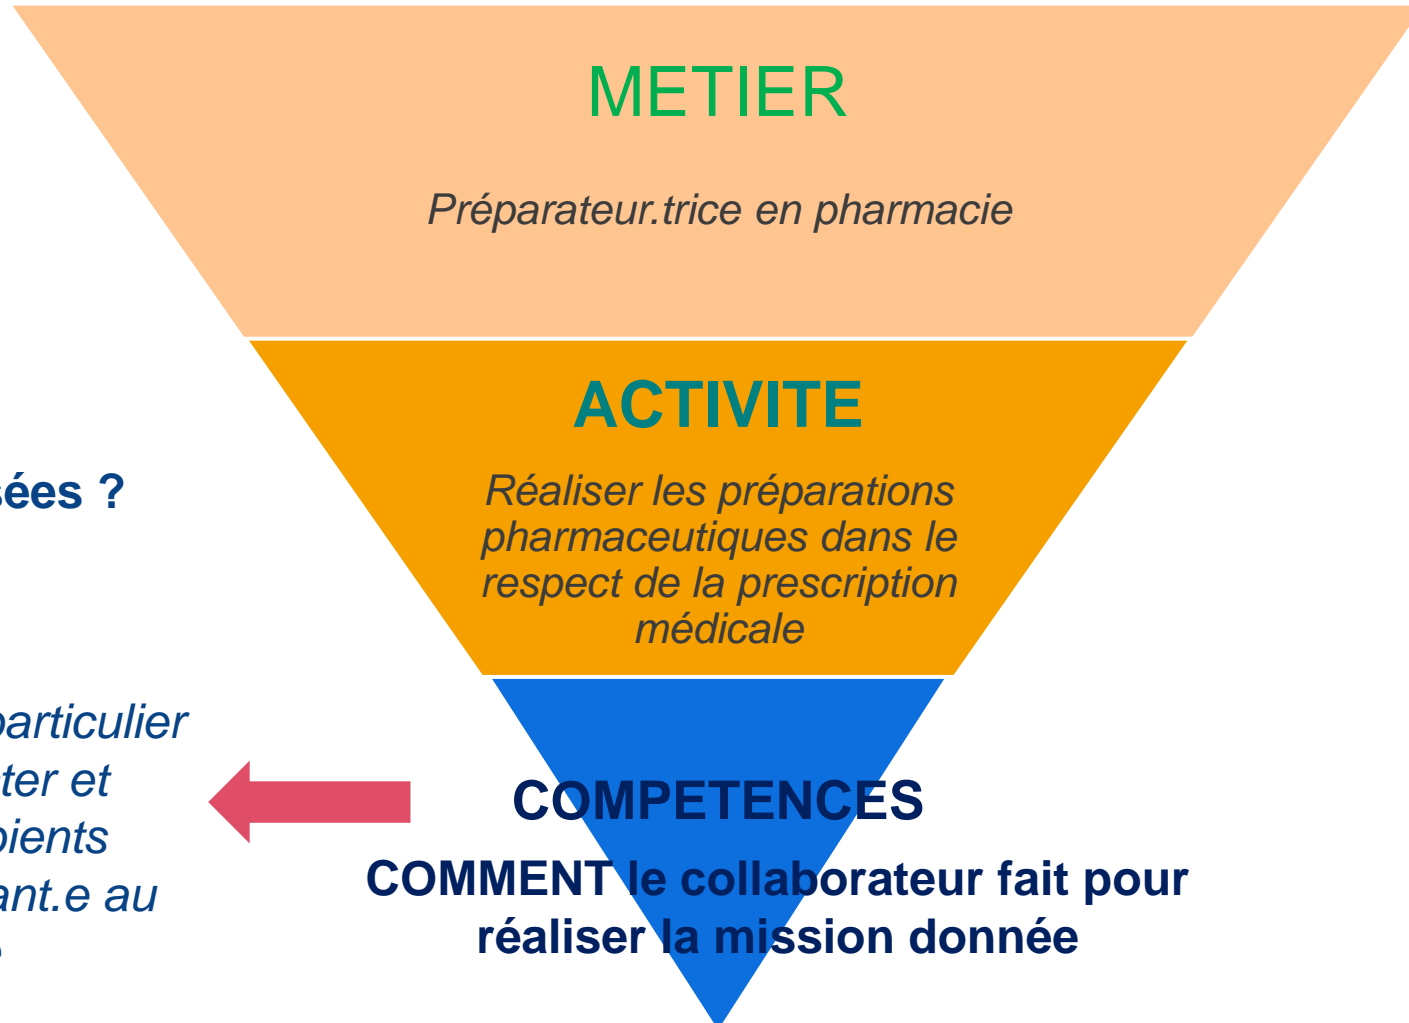 METIER
Préparateur.trice en pharmacie
ACTIVITE
Réaliser les préparations
pharmaceutiques dans le
respect de la prescription
médicale
sées ?
particulier
ter et
pients
ant.e au
COMPETENCES
COMMENT le collaborateur fait pour
réaliser la mission donnée